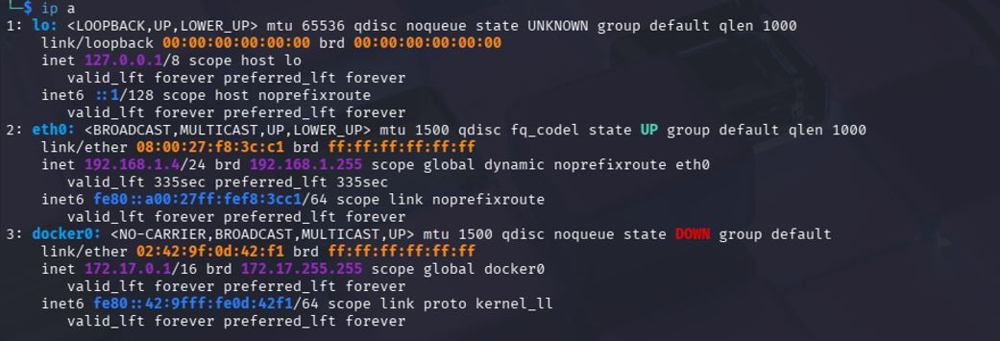 └─$ ip a
1: lo: <LOOPBACK,UP,LOWER_UP> mtu 65536 qdisc noqueue state UNKNOWN group default qlen 1000
link/loopback 00:00:00:00:00:00 brd 00:00:00:00:00:00
inet 127.0.0.1/8 scope host lo
valid_lft forever preferred_lft forever
inet6 ::1/128 scope host noprefixroute
valid_lft forever preferred_lft forever
2: eth0: <BROADCAST,MULTICAST,UP,LOWER_UP> mtu 1500 qdisc fq_codel state UP group default qlen 1000
link/ether 08:00:27:f8:3c:c1 brd ff:ff:ff:ff:ff:ff
inet 192.168.1.4/24 brd 192.168.1.255 scope global dynamic noprefixroute eth0
valid_lft 335sec preferred_lft 335sec
inet6 fe80::a00:27ff:fef8:3cc1/64 scope link noprefixroute
valid_lft forever preferred_lft forever
3: docker0: <NO-CARRIER,BROADCAST,MULTICAST,UP> mtu 1500 qdisc noqueue state DOWN group default
link/ether 02:42:9f:0d:42:f1 brd ff:ff:ff:ff:ff:ff
inet 172.17.0.1/16 brd 172.17.255.255 scope global docker0
valid_lft forever preferred_lft forever
inet6 fe80::42:9fff:fe0d:42f1/64 scope link proto kernel_ll
valid_lft forever preferred_lft forever